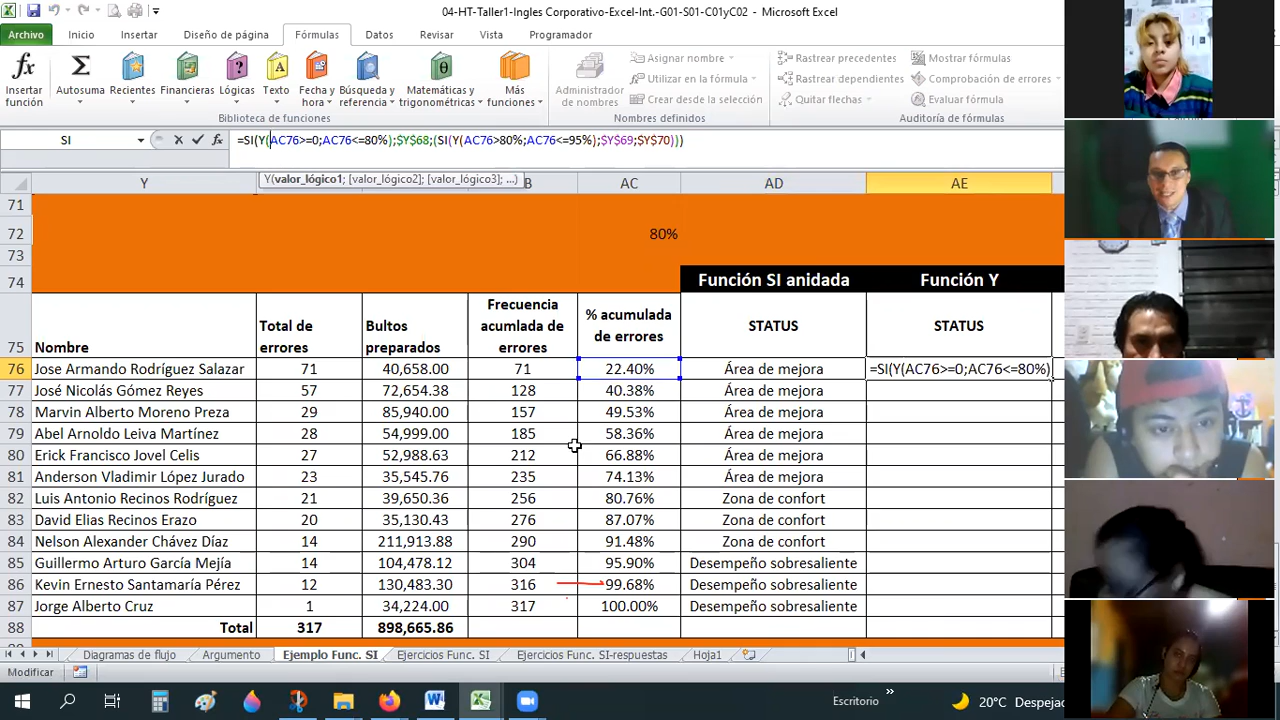 04-HT-Taller1-Ingles Corporativo-Excel-Int.-G01-S01-C01yC02 - Microsoft Excel
Archivo Inicio Insertar Diseño de página Fórmulas Datos Revisar Vista Programador
Insertar función
Autosuma
Recientes
Financieras
Lógicas
Texto
Fecha y hora
Búsqueda y referencia
Matemáticas y trigonométricas
Más funciones
Biblioteca de funciones
Administrador de nombres
Asignar nombre
Utilizar en la fórmula
Crear desde la selección
Nombres definidos
Rastrear precedentes
Rastrear dependientes
Quitar flechas
Mostrar fórmulas
Comprobación de errores
Evaluar fórmula
Auditoría de fórmulas
SI =SI(Y(AC76>=0;AC76<=80%);$Y$68;(SI(Y(AC76>80%;AC76<=95%);$Y$69;$Y$70)))
Y(valor_lógico1; [valor_lógico2]; [valor_lógico3]; ...)
Y B AC AD AE
71
72 80%
73
74 Función SI anidada Función Y
75 Nombre Total de errores Bultos preparados Frecuencia acumlada de errores % acumulada de errores STATUS STATUS
76 Jose Armando Rodríguez Salazar 71 40,658.00 71 22.40% Área de mejora =SI(Y(AC76>=0;AC76<=80%)
77 José Nicolás Gómez Reyes 57 72,654.38 128 40.38% Área de mejora
78 Marvin Alberto Moreno Preza 29 85,940.00 157 49.53% Área de mejora
79 Abel Arnoldo Leiva Martínez 28 54,999.00 185 58.36% Área de mejora
80 Erick Francisco Jovel Celis 27 52,988.63 212 66.88% Área de mejora
81 Anderson Vladimir López Jurado 23 35,545.76 235 74.13% Área de mejora
82 Luis Antonio Recinos Rodríguez 21 39,650.36 256 80.76% Zona de confort
83 David Elias Recinos Erazo 20 35,130.43 276 87.07% Zona de confort
84 Nelson Alexander Chávez Díaz 14 211,913.88 290 91.48% Zona de confort
85 Guillermo Arturo García Mejía 14 104,478.12 304 95.90% Desempeño sobresaliente
86 Kevin Ernesto Santamaría Pérez 12 130,483.30 316 99.68% Desempeño sobresaliente
87 Jorge Alberto Cruz 1 34,224.00 317 100.00% Desempeño sobresaliente
88 Total 317 898,665.86
Diagramas de flujo Argumento Ejemplo Func. SI Ejercicios Func. SI Ejercicios Func. SI-respuestas Hoja1
Modificar
Escritorio » 20°C Despejac